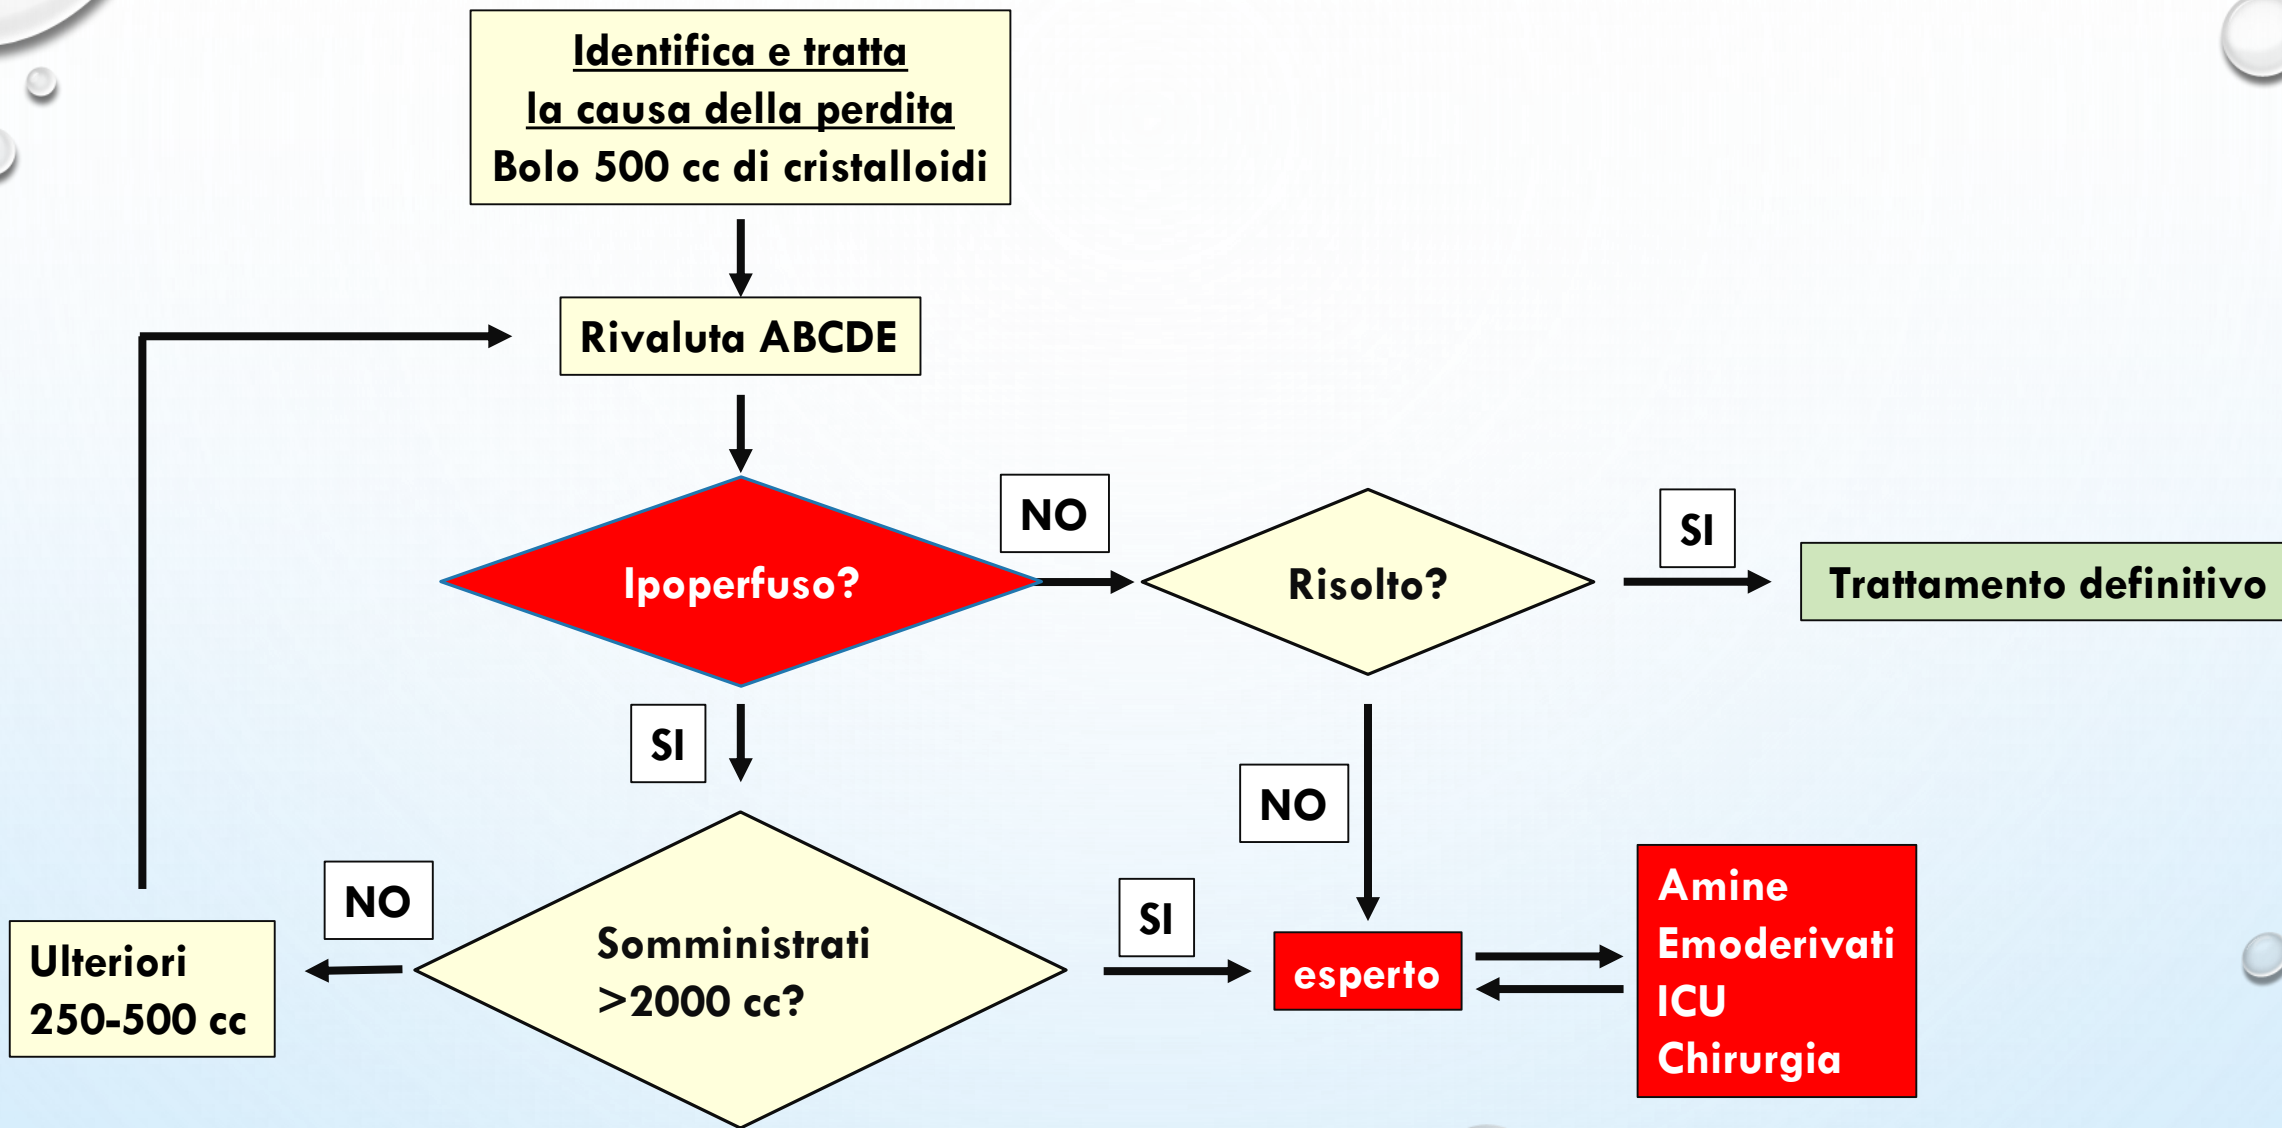 Identifica e tratta
la causa della perdita
Bolo 500 cc di cristalloidi
Rivaluta ABCDE
Ipoperfuso?
NO
Risolto?
SI
Trattamento definitivo
SI
NO
NO
Ulteriori
250-500 cc
Somministrati
>2000 cc?
SI
esperto
Amine
Emoderivati
ICU
Chirurgia